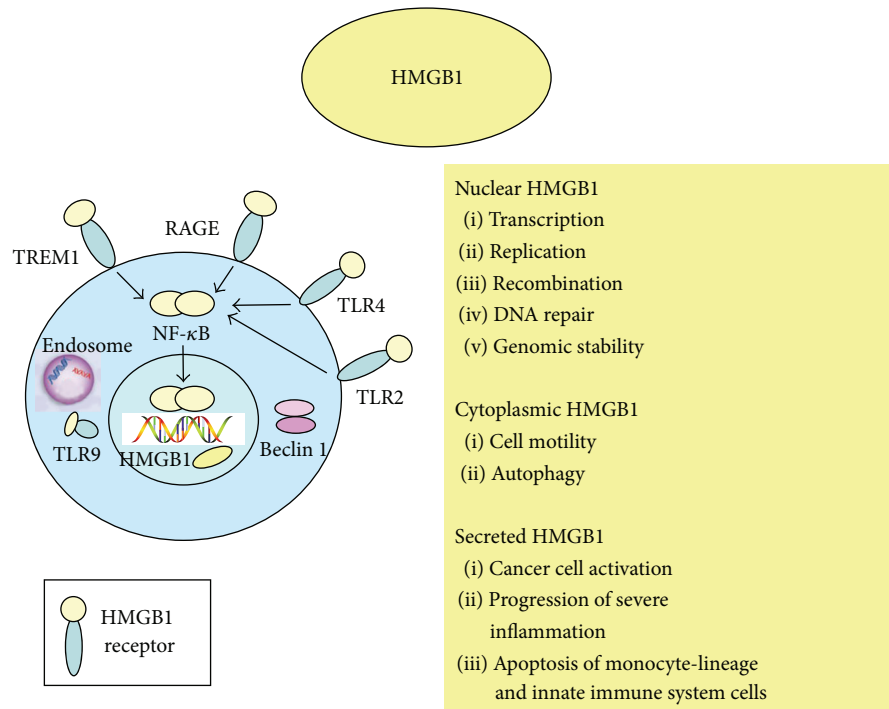 HMGB1
RAGE
TREM1
TLR4
NF-κB
Endosome
TLR2
TLR9
HMGB1
Beclin 1
HMGB1
receptor
Nuclear HMGB1
(i) Transcription
(ii) Replication
(iii) Recombination
(iv) DNA repair
(v) Genomic stability
Cytoplasmic HMGB1
(i) Cell motility
(ii) Autophagy
Secreted HMGB1
(i) Cancer cell activation
(ii) Progression of severe
inflammation
(iii) Apoptosis of monocyte-lineage
and innate immune system cells